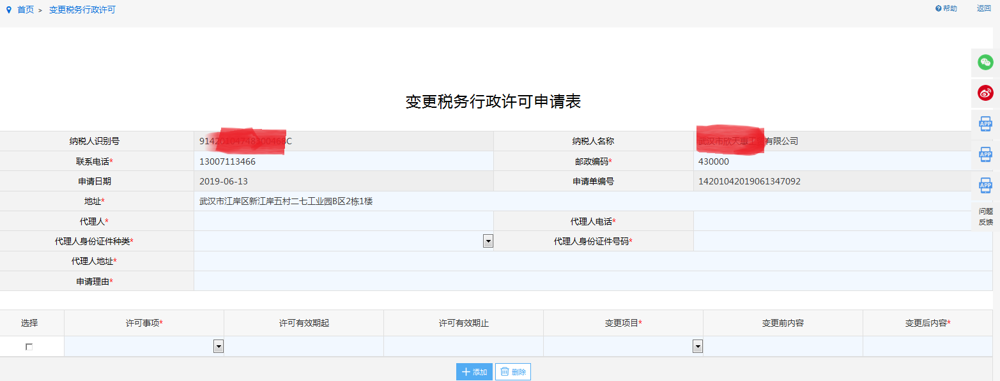 首页 > 变更税务行政许可
帮助 返回
变更税务行政许可申请表
纳税人识别号 纳税人名称 有限公司
联系电话* 13007113466 邮政编码* 430000
申请日期 2019-06-13 申请单编号 14201042019061347092
地址* 武汉市江岸区新江岸五村二七工业园B区2栋1楼
代理人* 代理人电话*
代理人身份证件种类* 代理人身份证件号码*
代理人地址*
申请理由*
选择 许可事项* 许可有效期起 许可有效期止 变更项目* 变更前内容 变更后内容*
添加 删除
APP
APP
APP
问题
反馈